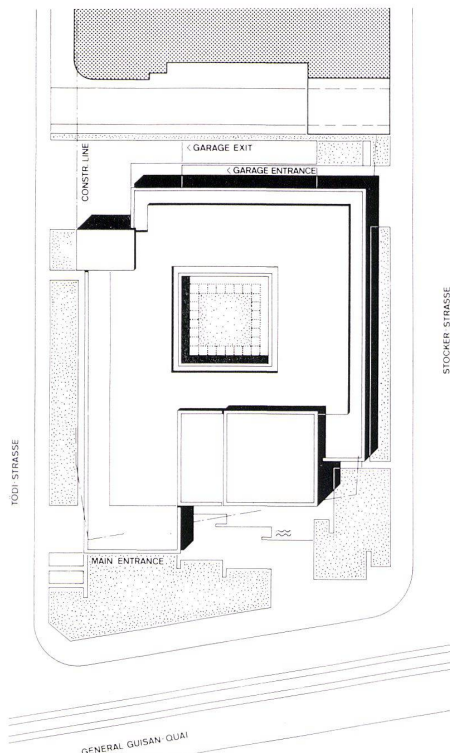 < GARAGE EXIT
< GARAGE ENTRANCE
CONSTR. LINE
STOCKER · STRASSE
TÖDI · STRASSE
MAIN ENTRANCE
GENERAL GUISAN · QUAI